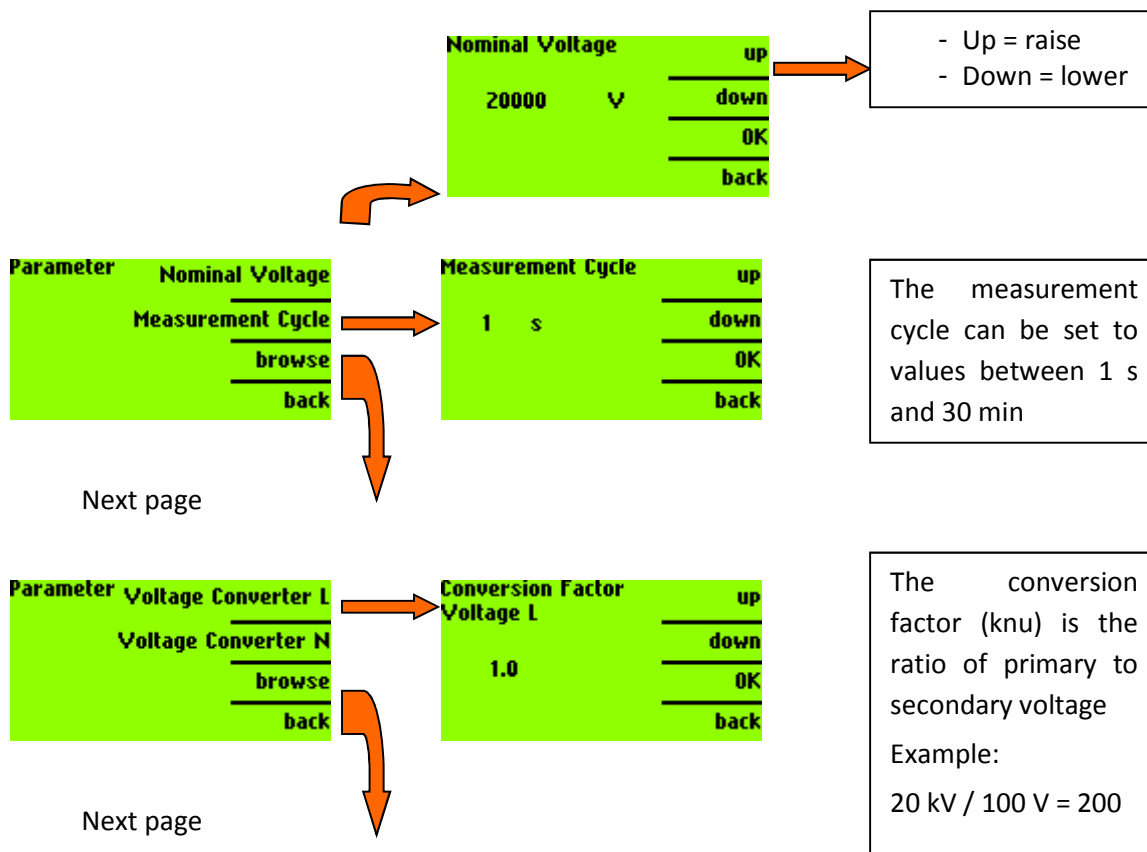 Nominal Voltage
20000 V
up
down
OK
back
- Up = raise
- Down = lower
Parameter
Nominal Voltage
Measurement Cycle
browse
back
Measurement Cycle
1 s
up
down
OK
back
The measurement
cycle can be set to
values between 1 s
and 30 min
Next page
Parameter
Voltage Converter L
Voltage Converter N
browse
back
Conversion Factor
Voltage L
1.0
up
down
OK
back
The conversion
factor (knu) is the
ratio of primary to
secondary voltage
Example:
20 kV / 100 V = 200
Next page